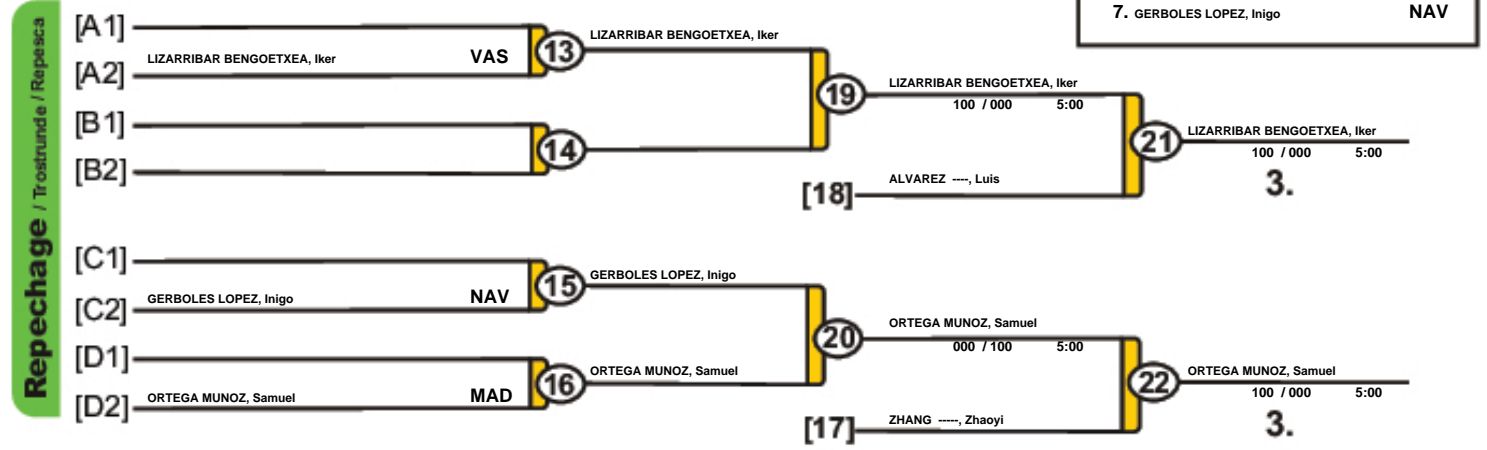 7. GERBOLES LOPEZ, Inigo NAV
Repechage / Trostrunde / Repesca
[A1]
LIZARRIBAR BENGOETXEA, Iker VAS
[A2]
13
LIZARRIBAR BENGOETXEA, Iker
[B1]
[B2]
14
19
LIZARRIBAR BENGOETXEA, Iker
100 / 000 5:00
[18]
ALVAREZ ----, Luis
21
LIZARRIBAR BENGOETXEA, Iker
100 / 000 5:00
3.
[C1]
GERBOLES LOPEZ, Inigo NAV
[C2]
15
GERBOLES LOPEZ, Inigo
[D1]
ORTEGA MUNOZ, Samuel MAD
[D2]
16
ORTEGA MUNOZ, Samuel
20
ORTEGA MUNOZ, Samuel
000 / 100 5:00
[17]
ZHANG -----, Zhaoyi
22
ORTEGA MUNOZ, Samuel
100 / 000 5:00
3.